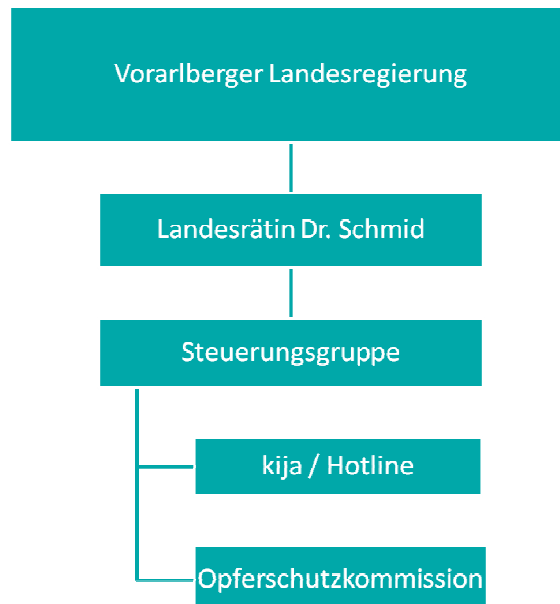 Vorarlberger Landesregierung
Landesrätin Dr. Schmid
Steuerungsgruppe
kija / Hotline
Opferschutzkommission